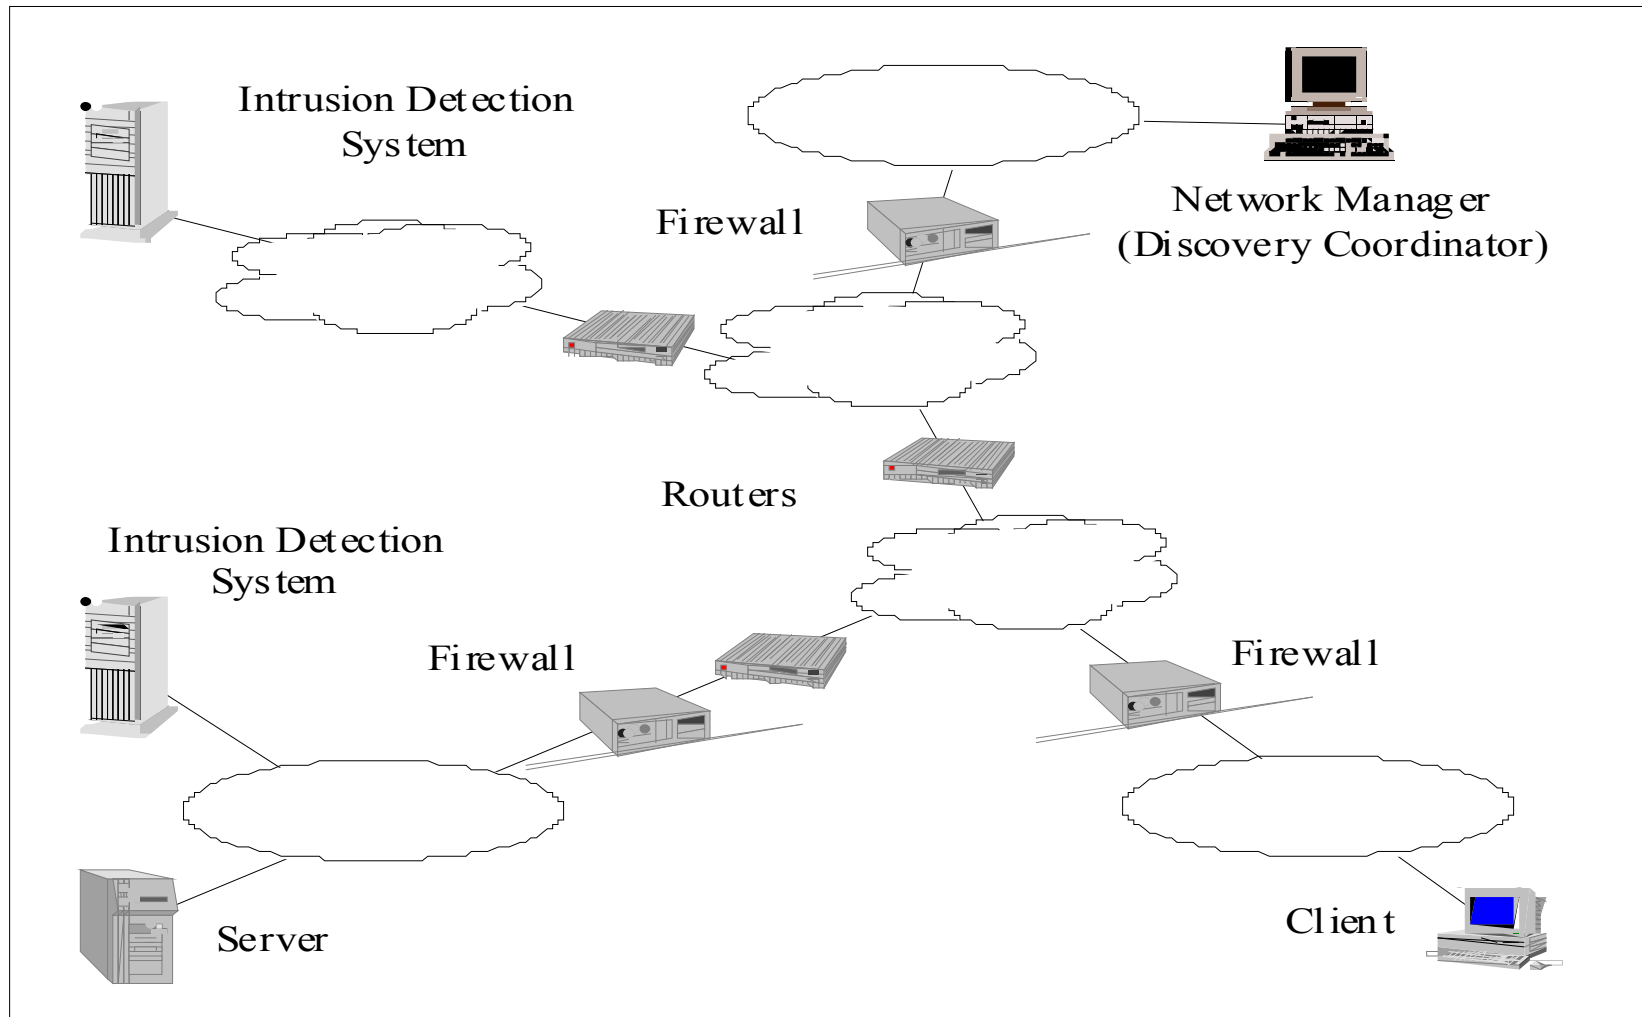 Intrusion Detection
System
Firewall
Network Manager
(Discovery Coordinator)
Routers
Intrusion Detection
System
Firewall
Firewall
Server
Client